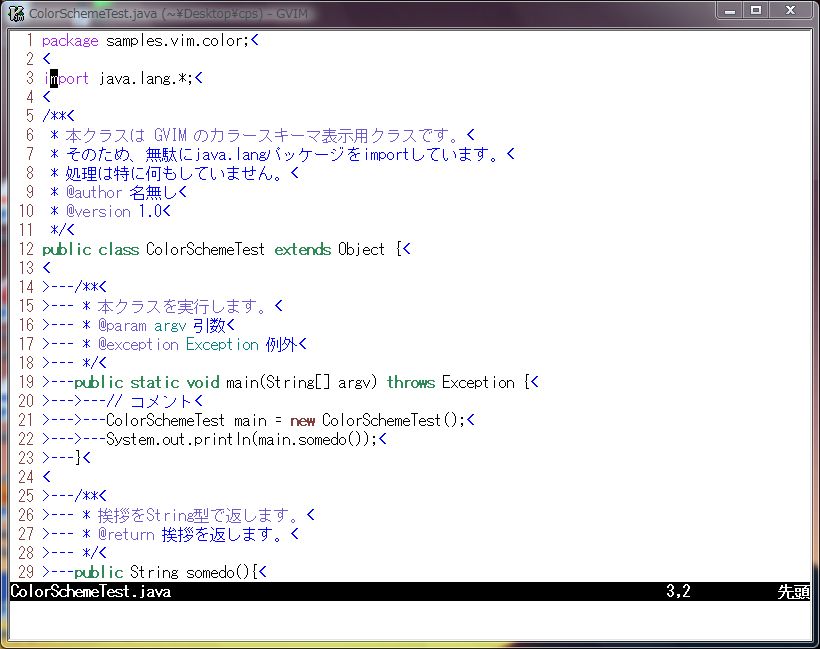 ColorSchemeTest.java (~¥Desktop¥cps) - GVIM
1 package samples.vim.color;<
2 <
3 import java.lang.*;<
4 <
5 /**<
6  * 本クラスは GVIM のカラースキーマ表示用クラスです。<
7  * そのため、無駄にjava.langパッケージをimportしています。<
8  * 処理は特に何もしていません。<
9  * @author 名無し<
10  * @version 1.0<
11  */<
12 public class ColorSchemeTest extends Object {<
13 <
14 >---/**<
15 >--- * 本クラスを実行します。<
16 >--- * @param argv 引数<
17 >--- * @exception Exception 例外<
18 >--- */<
19 >---public static void main(String[] argv) throws Exception {<
20 >--->---// コメント<
21 >--->---ColorSchemeTest main = new ColorSchemeTest();<
22 >--->---System.out.println(main.somedo());<
23 >---}<
24 <
25 >---/**<
26 >--- * 挨拶をString型で返します。<
27 >--- * @return 挨拶を返します。<
28 >--- */<
29 >---public String somedo(){<
ColorSchemeTest.java 3,2 先頭